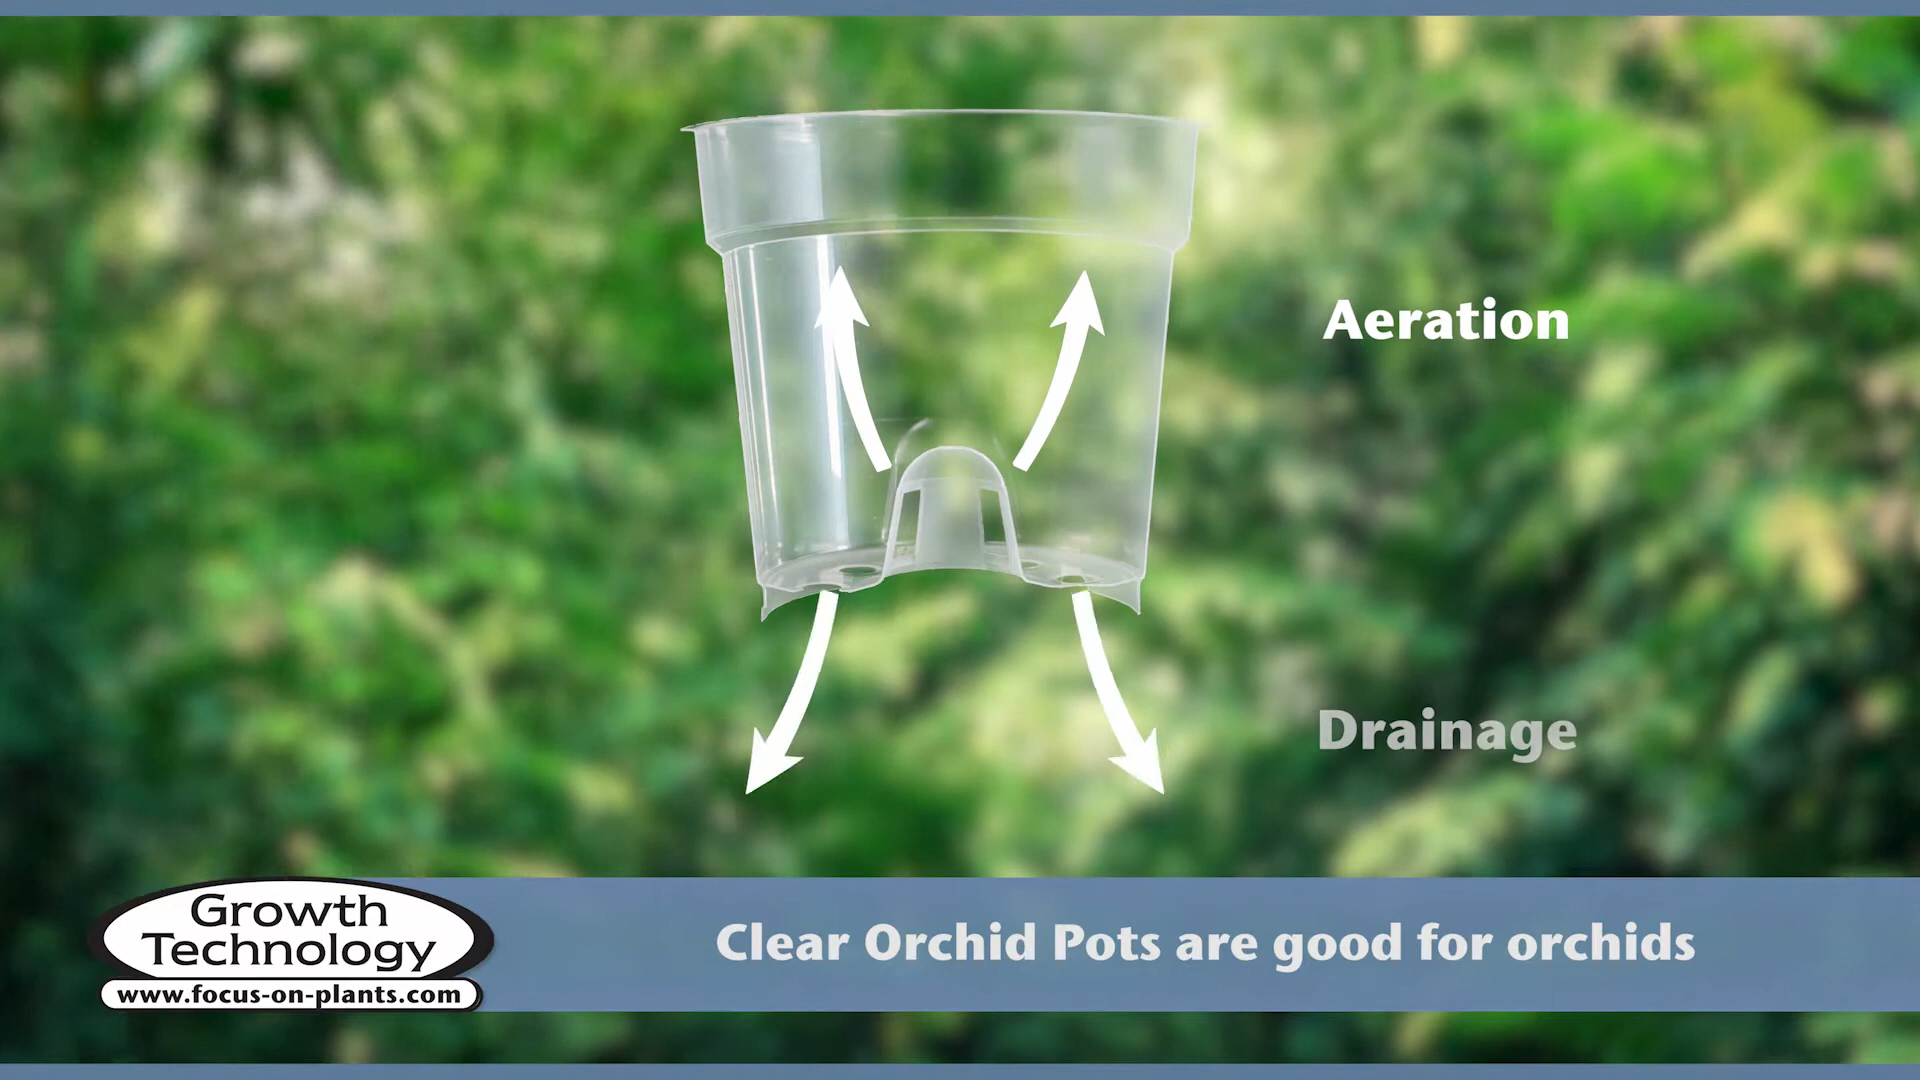 Aeration
Drainage
Growth
Technology
www.focus-on-plants.com
Clear Orchid Pots are good for orchids